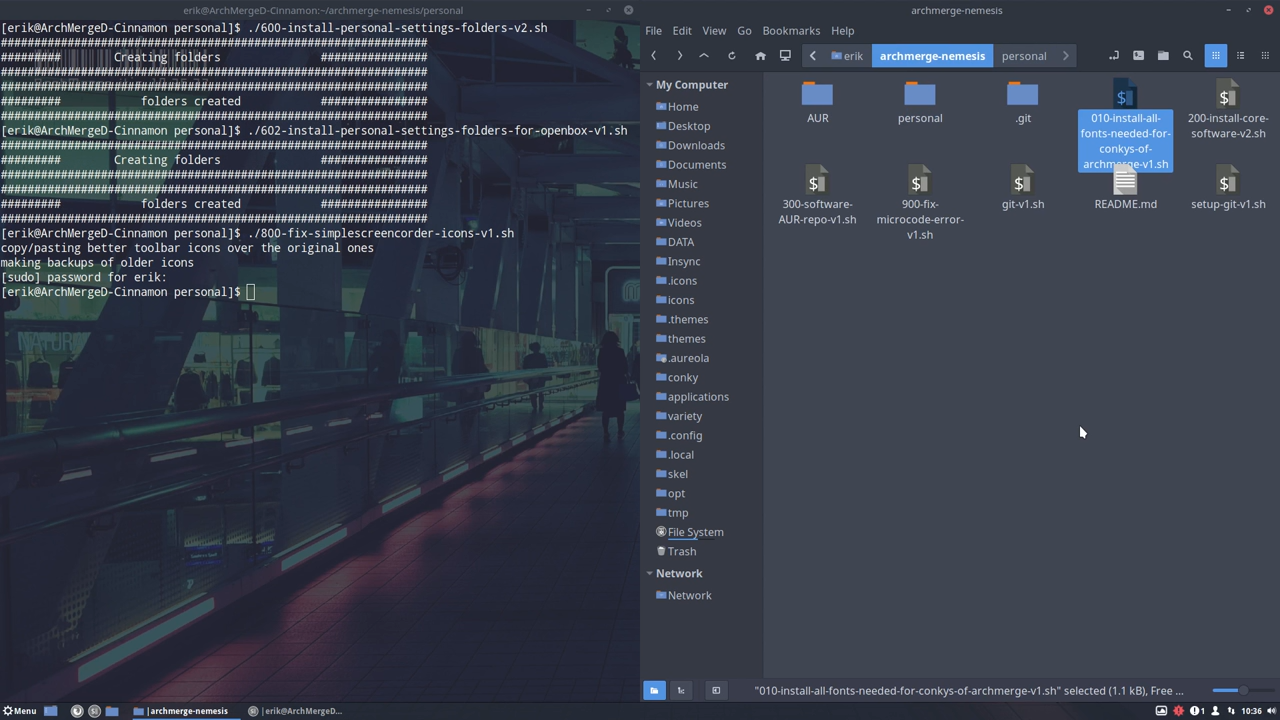 erik@ArchMergeD-Cinnamon:~/archmerge-nemesis/personal
[erik@ArchMergeD-Cinnamon personal]$ ./600-install-personal-settings-folders-v2.sh
################################################################
#########        Creating folders               ################
################################################################
################################################################
#########            folders created            ################
################################################################
[erik@ArchMergeD-Cinnamon personal]$ ./602-install-personal-settings-folders-for-openbox-v1.sh
################################################################
#########        Creating folders               ################
################################################################
################################################################
#########            folders created            ################
################################################################
[erik@ArchMergeD-Cinnamon personal]$ ./800-fix-simplescreencorder-icons-v1.sh
copy/pasting better toolbar icons over the original ones
making backups of older icons
[sudo] password for erik:
[erik@ArchMergeD-Cinnamon personal]$
archmerge-nemesis
File Edit View Go Bookmarks Help
erik archmerge-nemesis personal
My Computer
Home
Desktop
Downloads
Documents
Music
Pictures
Videos
DATA
Insync
.icons
icons
.themes
themes
.aureola
conky
applications
variety
.config
.local
skel
opt
tmp
File System
Trash
Network
Network
AUR
personal
.git
010-install-all-
fonts-needed-for-
conkys-of-
archmerge-v1.sh
200-install-core-
software-v2.sh
300-software-
AUR-repo-v1.sh
900-fix-
microcode-error-
v1.sh
git-v1.sh
README.md
setup-git-v1.sh
"010-install-all-fonts-needed-for-conkys-of-archmerge-v1.sh" selected (1.1 kB), Free ...
Menu
archmerge-nemesis
erik@ArchMergeD...
1
10:36